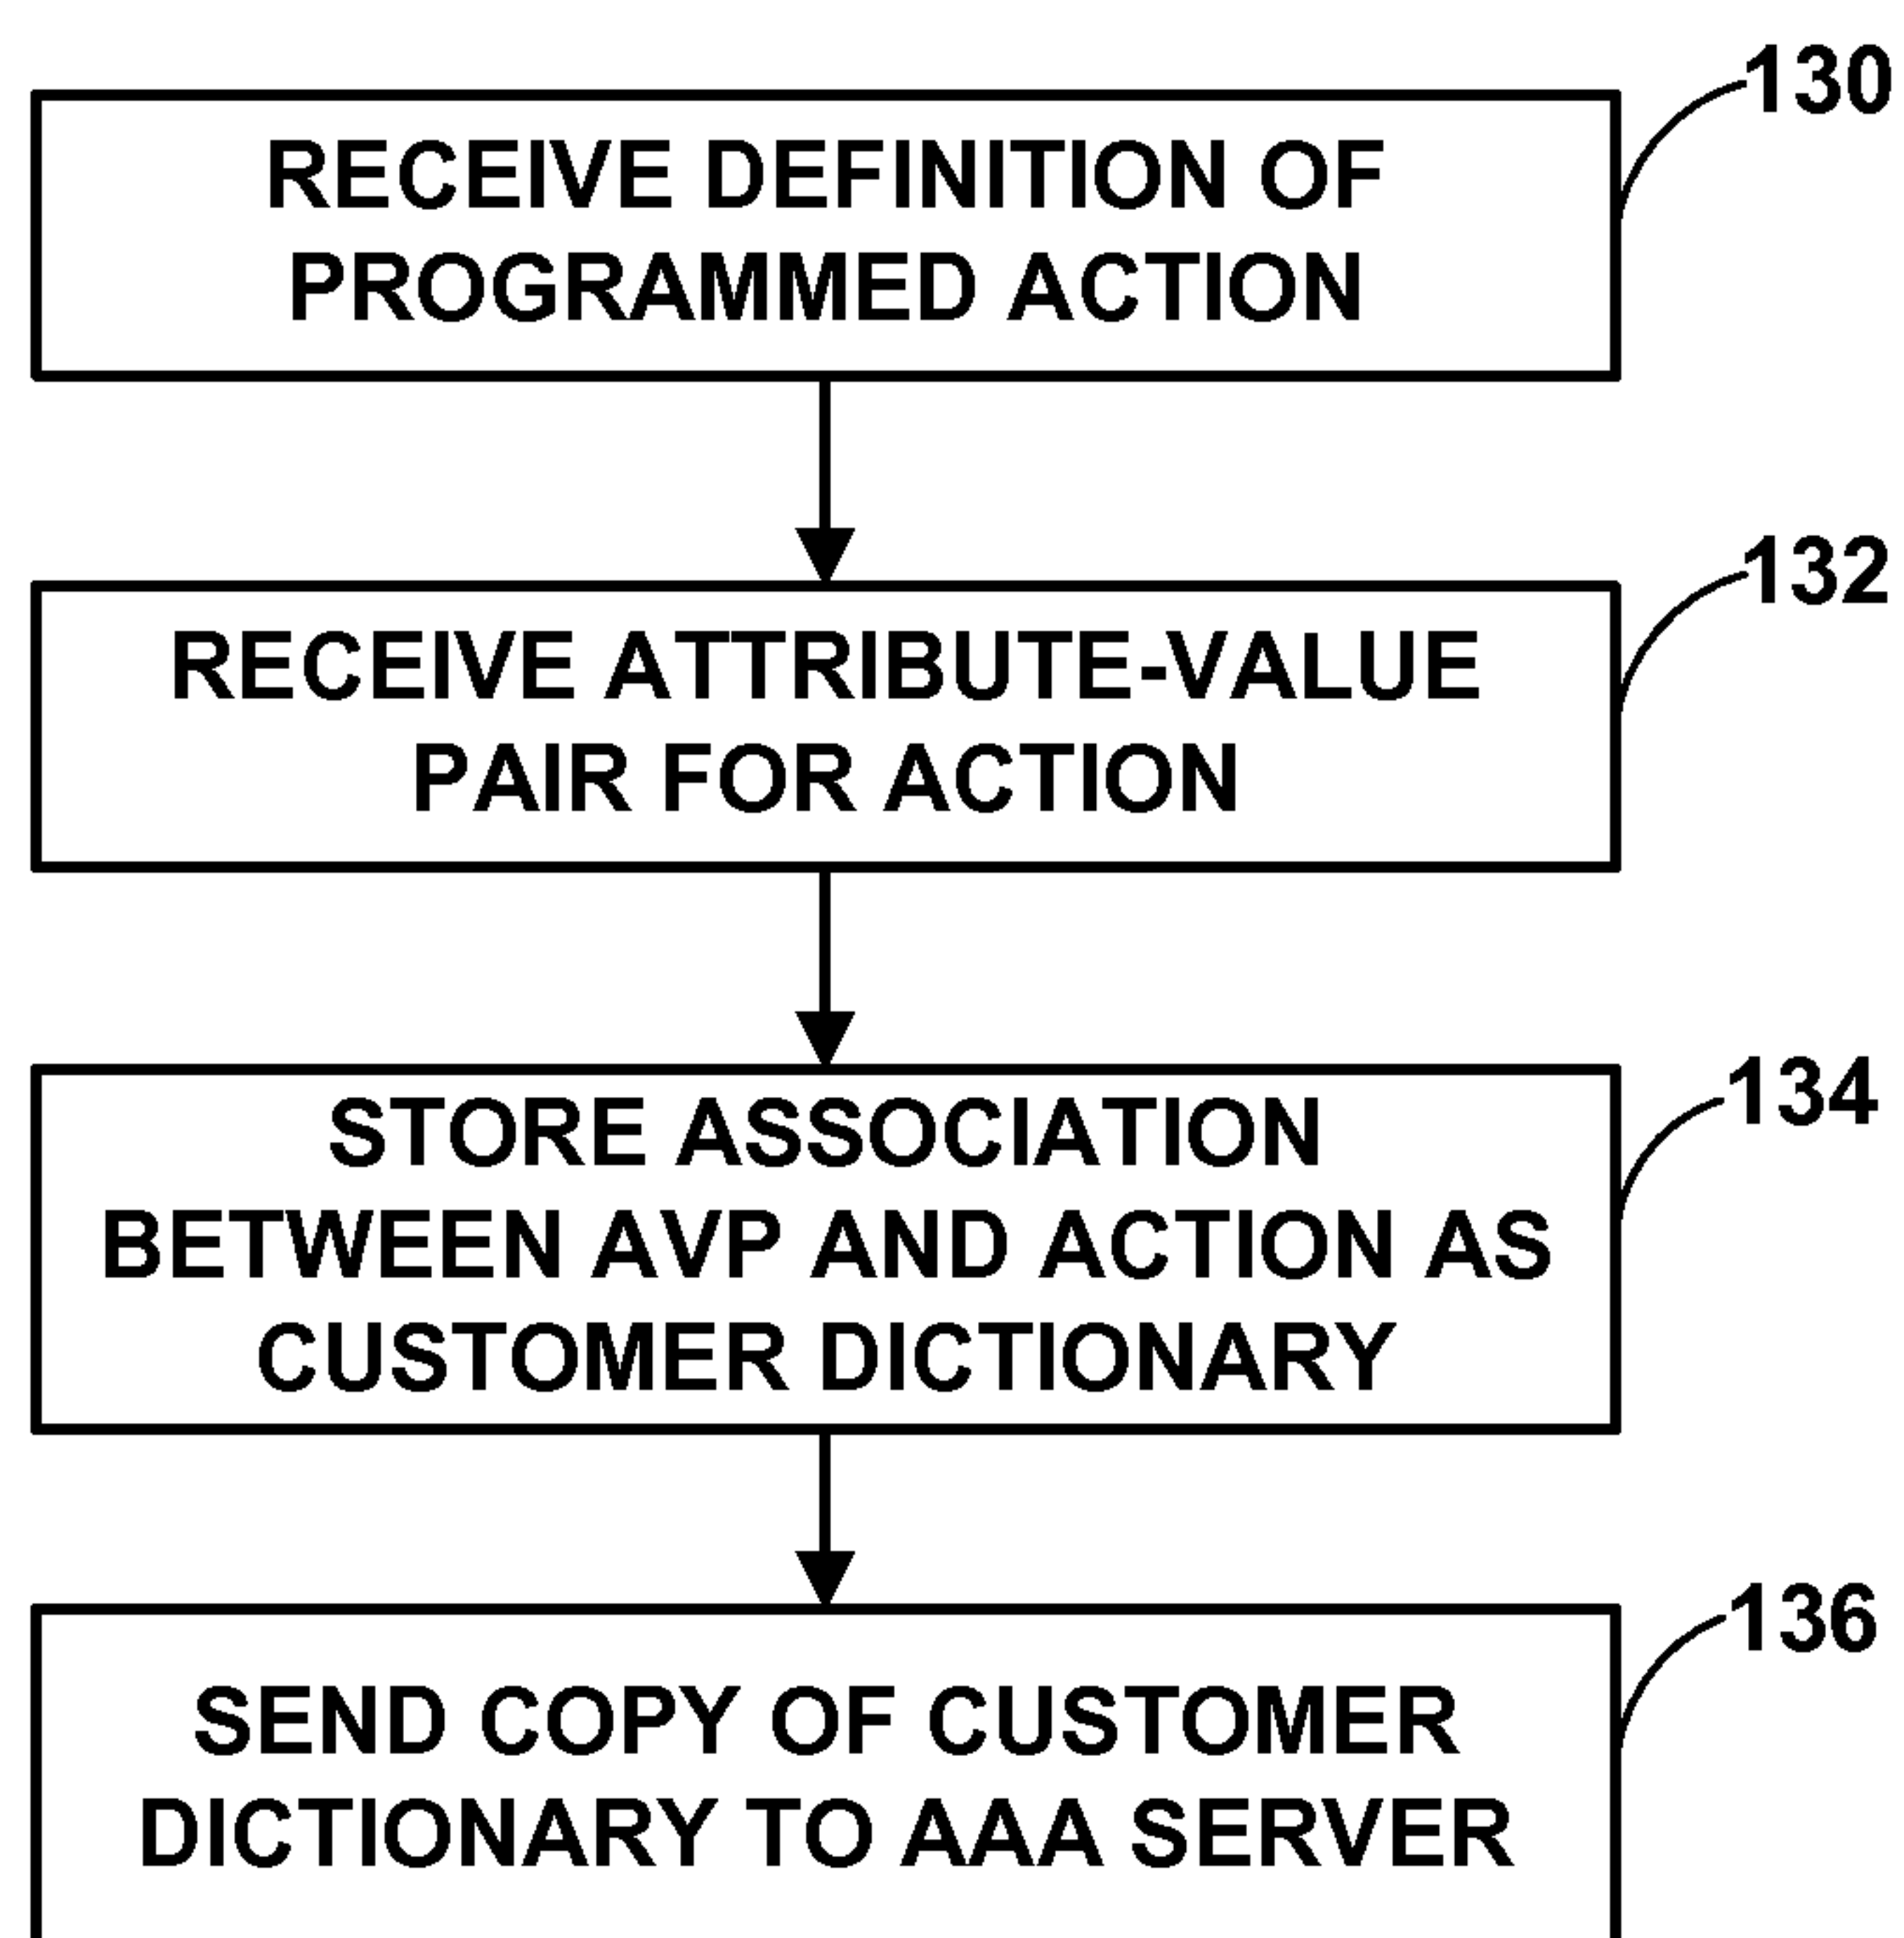 130
RECEIVE DEFINITION OF
PROGRAMMED ACTION
132
RECEIVE ATTRIBUTE-VALUE
PAIR FOR ACTION
134
STORE ASSOCIATION
BETWEEN AVP AND ACTION AS
CUSTOMER DICTIONARY
136
SEND COPY OF CUSTOMER
DICTIONARY TO AAA SERVER